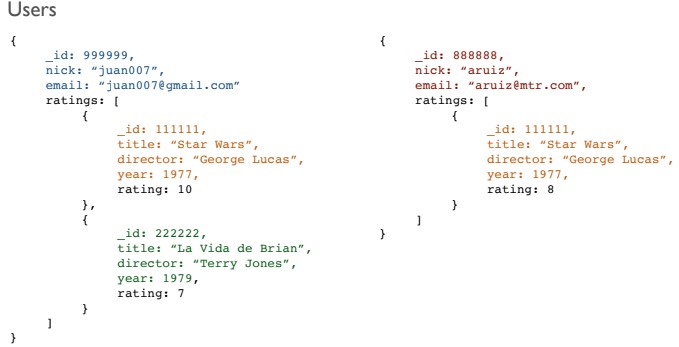 Users
{
_id: 999999,
nick: “juan007”,
email: “juan007@gmail.com”
ratings: [
{
_id: 111111,
title: “Star Wars”,
director: “George Lucas”,
year: 1977,
rating: 10
},
{
_id: 222222,
title: “La Vida de Brian”,
director: “Terry Jones”,
year: 1979,
rating: 7
}
]
}
{
_id: 888888,
nick: “aruiz”,
email: “aruiz@mtr.com”,
ratings: [
{
_id: 111111,
title: “Star Wars”,
director: “George Lucas”,
year: 1977,
rating: 8
}
]
}